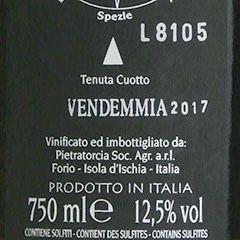 Spezie
L8105
Tenuta Cuotto
VENDEMMIA 2017
Vinificato ed imbottigliato da:
Pietratorcia Soc. Agr. a.r.l.
Forio - Isola d'Ischia - Italia
PRODOTTO IN ITALIA
750 ml e 12,5% vol
CONTIENE SOLFITI - CONTIENT DES SULFITES - CONTAINS SULFITES